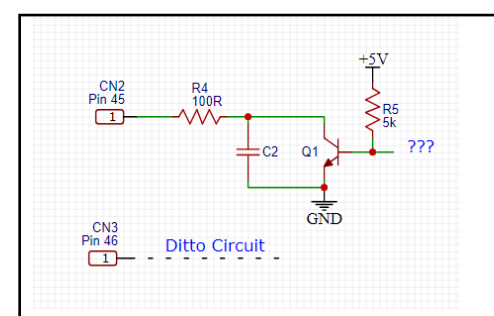 +5V
CN2
Pin 45
1
R4
100R
R5
5k
C2
Q1
???
GND
CN3
Pin 46
1
Ditto Circuit